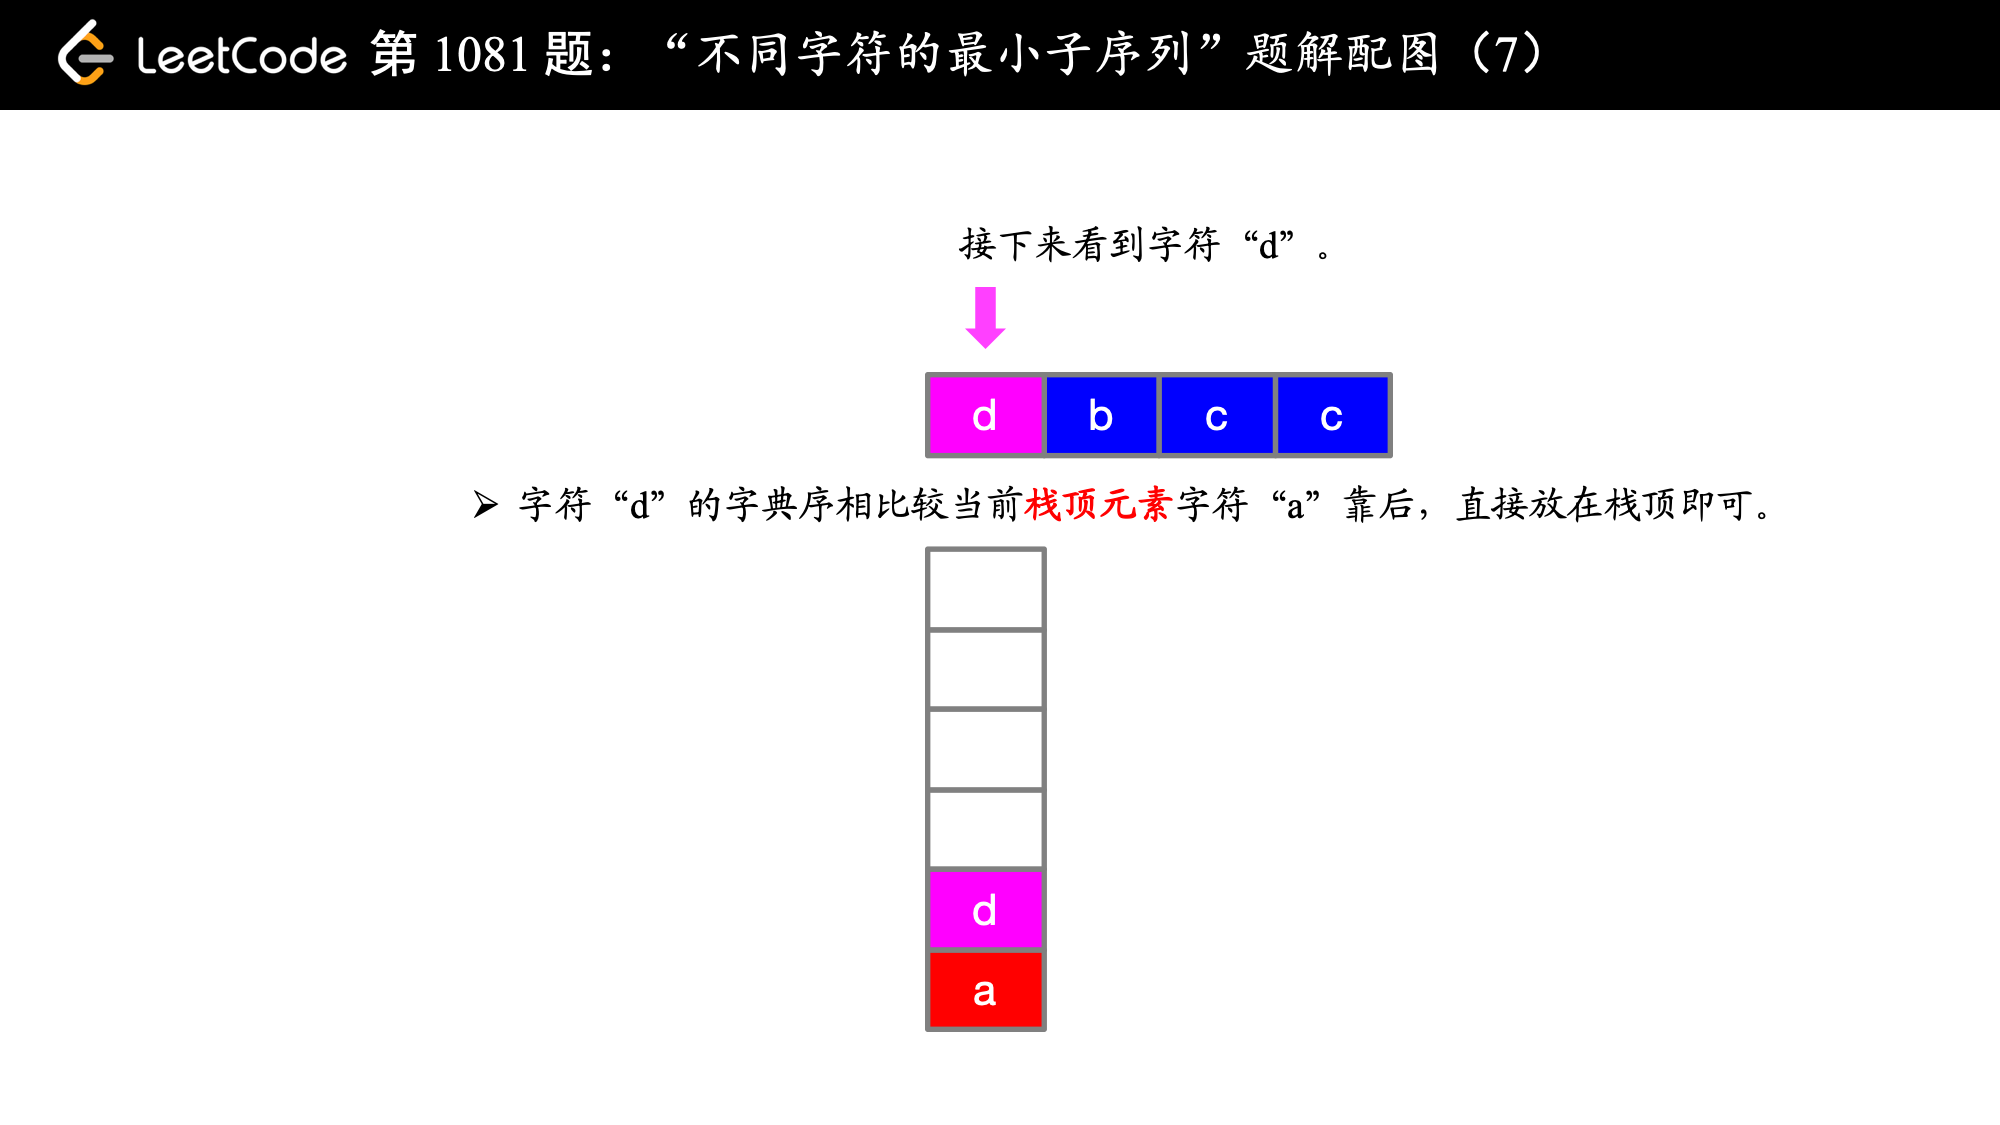 LeetCode 第 1081 题：“不同字符的最小子序列”题解配图（7）
接下来看到字符“d”。
d b c c
➢ 字符“d”的字典序相比较当前栈顶元素字符“a”靠后，直接放在栈顶即可。
d
a